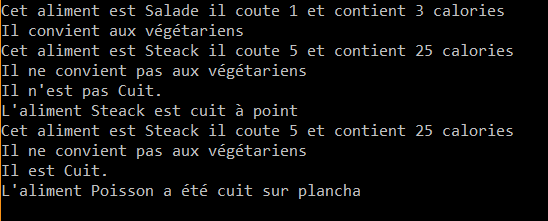 Cet aliment est Salade il coute 1 et contient 3 calories
Il convient aux végétariens
Cet aliment est Steack il coute 5 et contient 25 calories
Il ne convient pas aux végétariens
Il n'est pas Cuit.
L'aliment Steack est cuit à point
Cet aliment est Steack il coute 5 et contient 25 calories
Il ne convient pas aux végétariens
Il est Cuit.
L'aliment Poisson a été cuit sur plancha